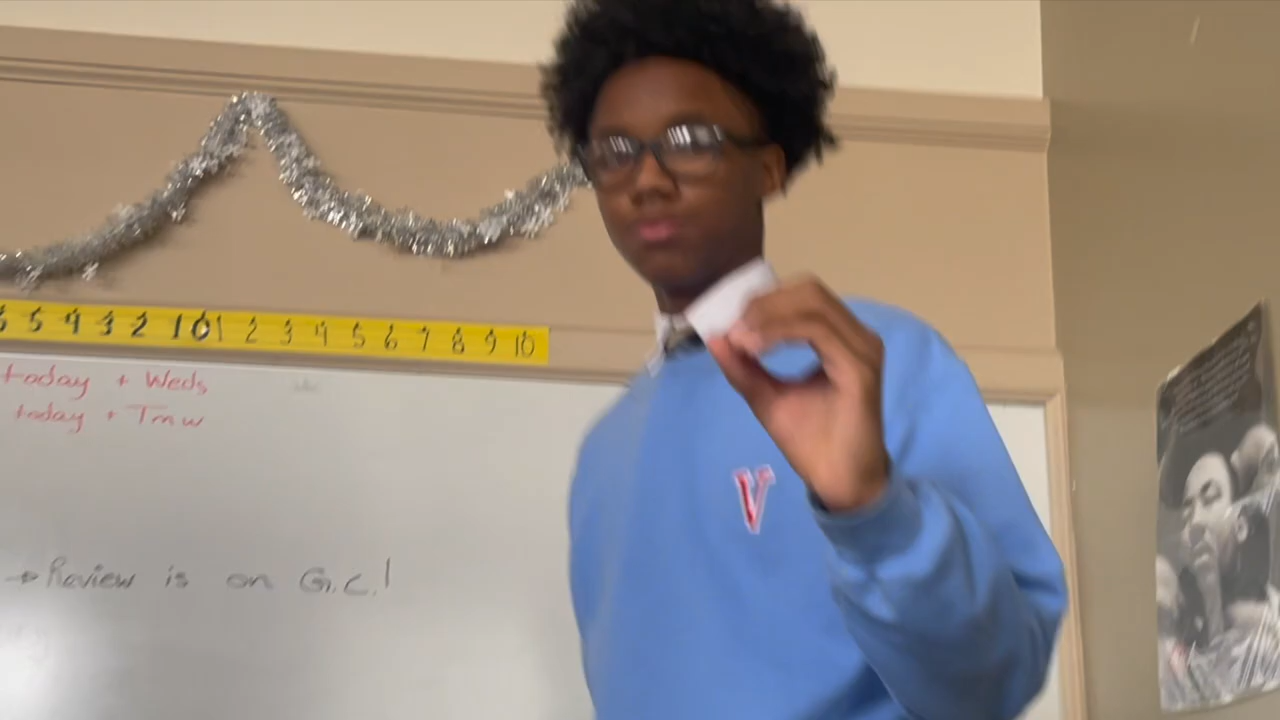 5 4 3 2 1 0 1 2 3 4 5 6 7 8 9 10
today + Weds
today + Tmw
→ Review is on G.C.!
V